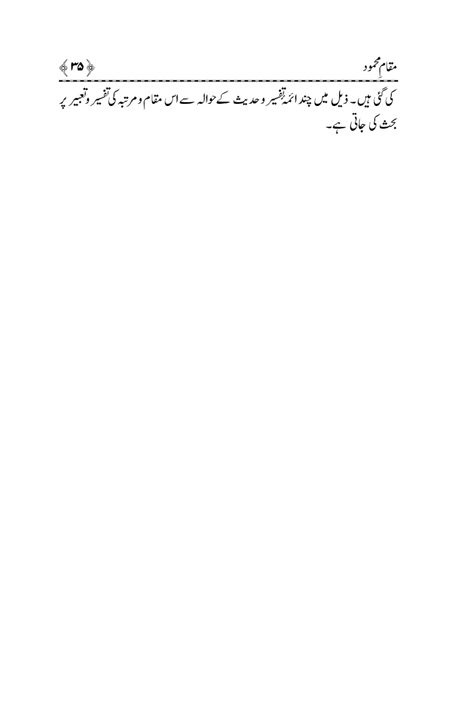 مقامِ محمود ﴿ ۳۵ ﴾
کی گئی ہیں۔ ذیل میں چند ائمہ تفسیر و حدیث کے حوالہ سے اس مقام و مرتبہ کی تفسیر و تعبیر پر
بحث کی جاتی ہے۔